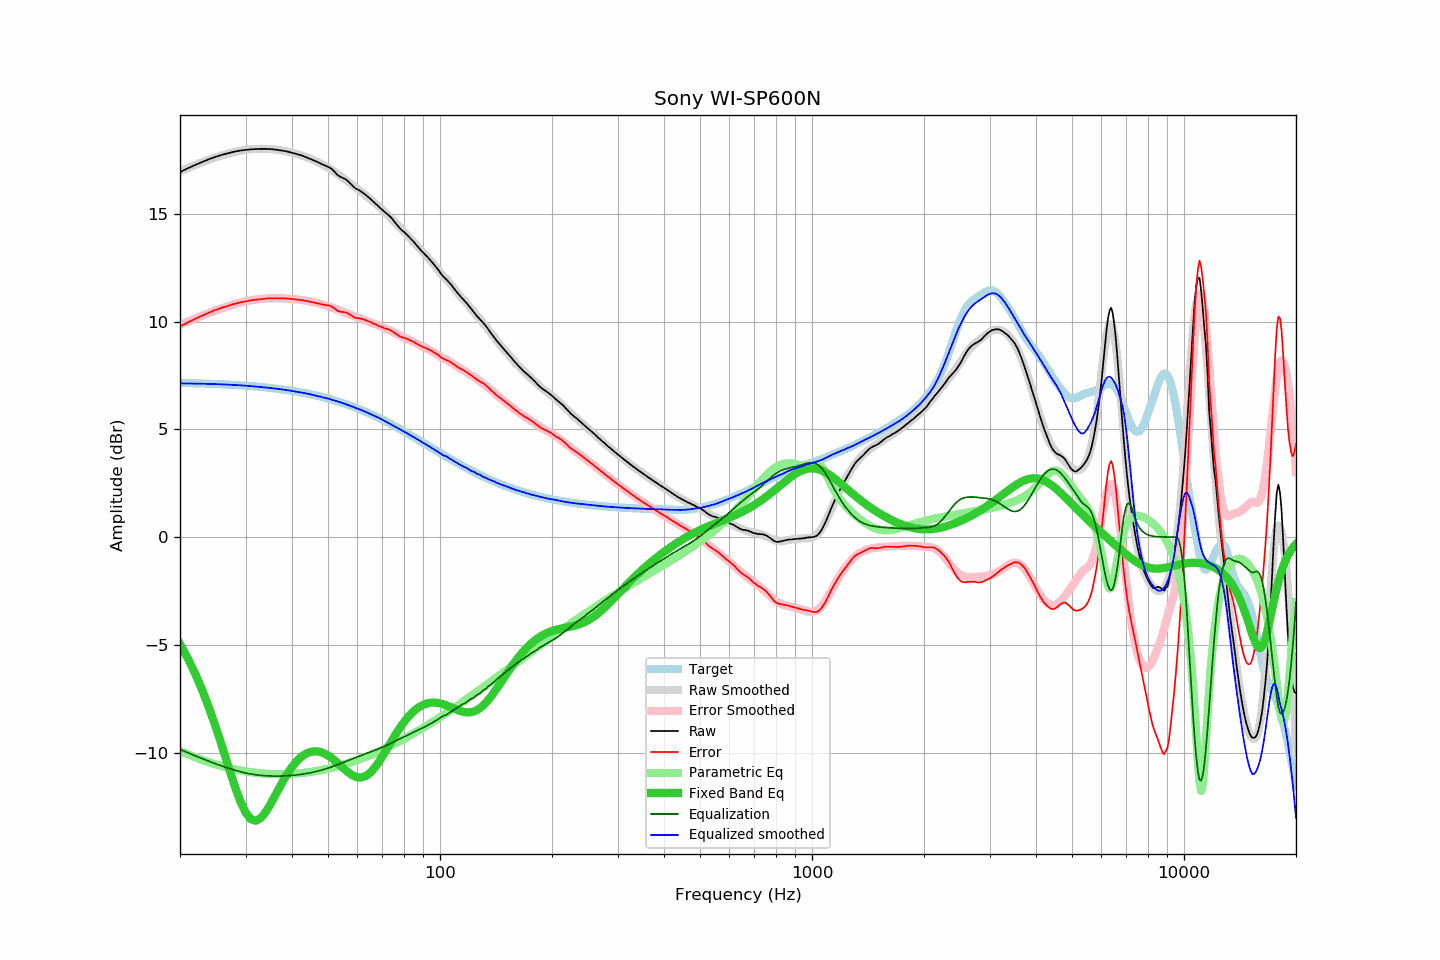 Sony WI-SP600N
Amplitude (dBr)
15
10
5
0
−5
−10
100
1000
10000
Frequency (Hz)
Target
Raw Smoothed
Error Smoothed
Raw
Error
Parametric Eq
Fixed Band Eq
Equalization
Equalized smoothed